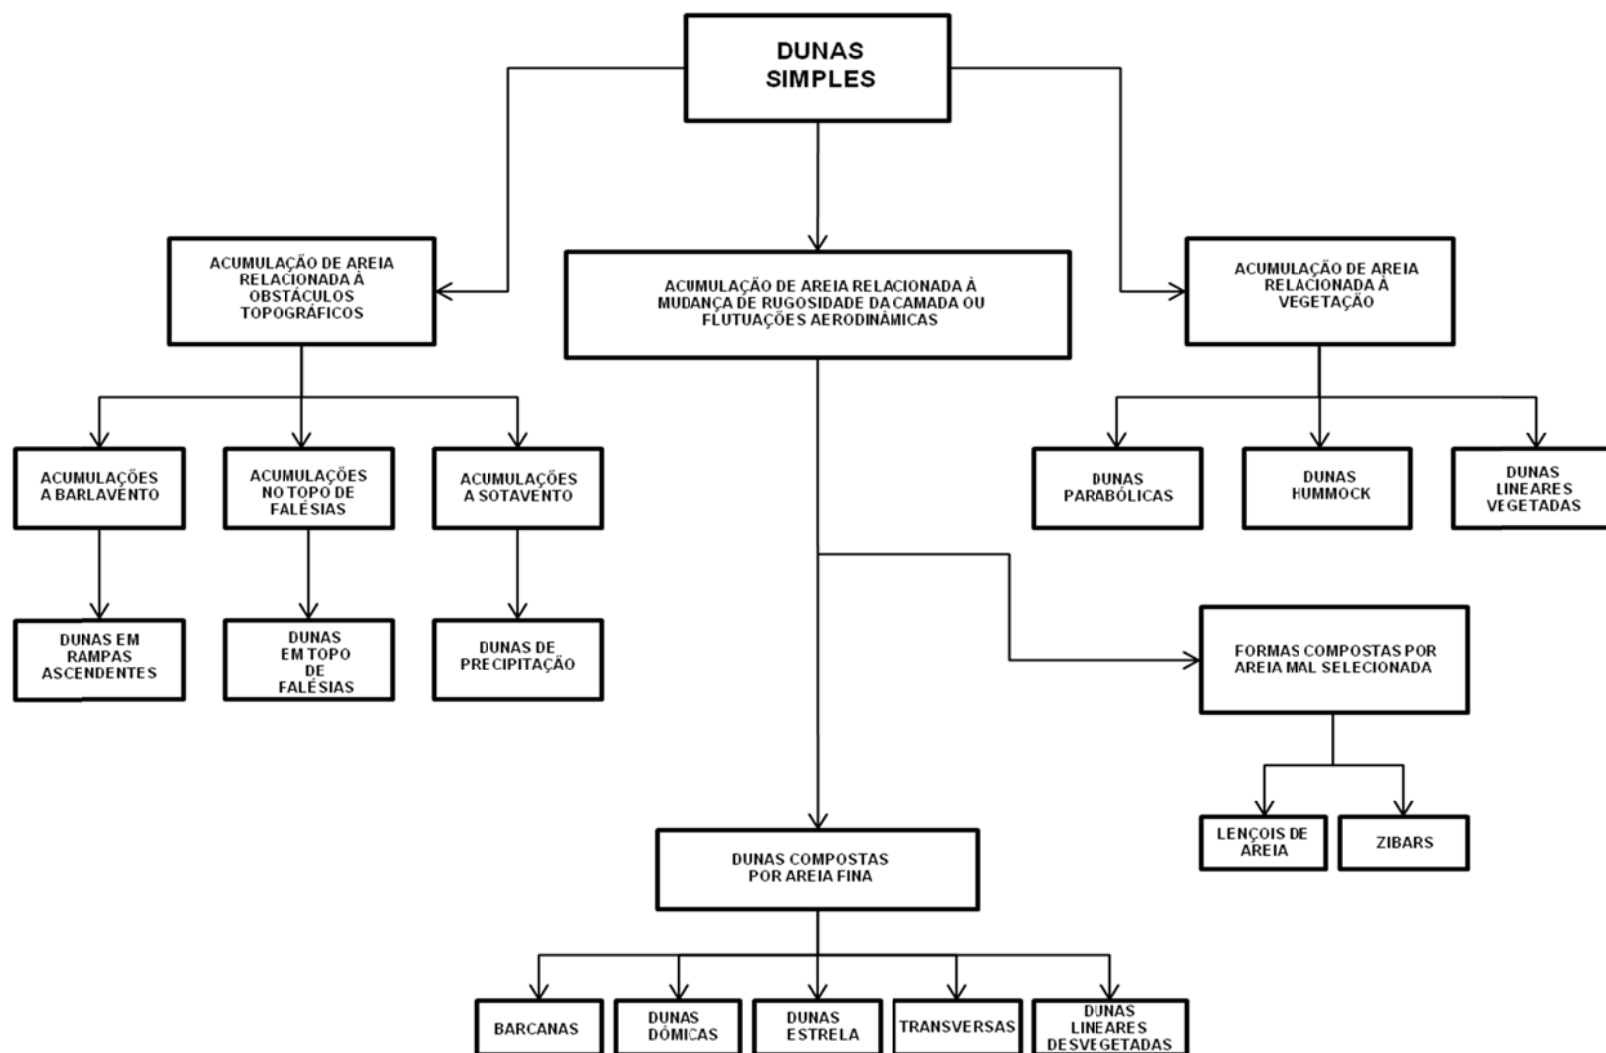 DUNAS
SIMPLES
ACUMULAÇÃO DE AREIA
RELACIONADA À
OBSTÁCULOS
TOPOGRÁFICOS
ACUMULAÇÃO DE AREIA RELACIONADA À
MUDANÇA DE RUGOSIDADE DA CAMADA OU
FLUTUAÇÕES AERODINÂMICAS
ACUMULAÇÃO DE AREIA
RELACIONADA À
VEGETAÇÃO
ACUMULAÇÕES
A BARLAVENTO
ACUMULAÇÕES
NO TOPO DE
FALÉSIAS
ACUMULAÇÕES
A SOTAVENTO
DUNAS
PARABÓLICAS
DUNAS
HUMMOCK
DUNAS
LINEARES
VEGETADAS
DUNAS EM
RAMPAS
ASCENDENTES
DUNAS
EM TOPO
DE
FALÉSIAS
DUNAS DE
PRECIPITAÇÃO
FORMAS COMPOSTAS POR
AREIA MAL SELECIONADA
LENÇOIS DE
AREIA
ZIBARS
DUNAS COMPOSTAS
POR AREIA FINA
BARCANAS
DUNAS
DÓMICAS
DUNAS
ESTRELA
TRANSVERSAS
DUNAS
LINEARES
DESVEGETADAS